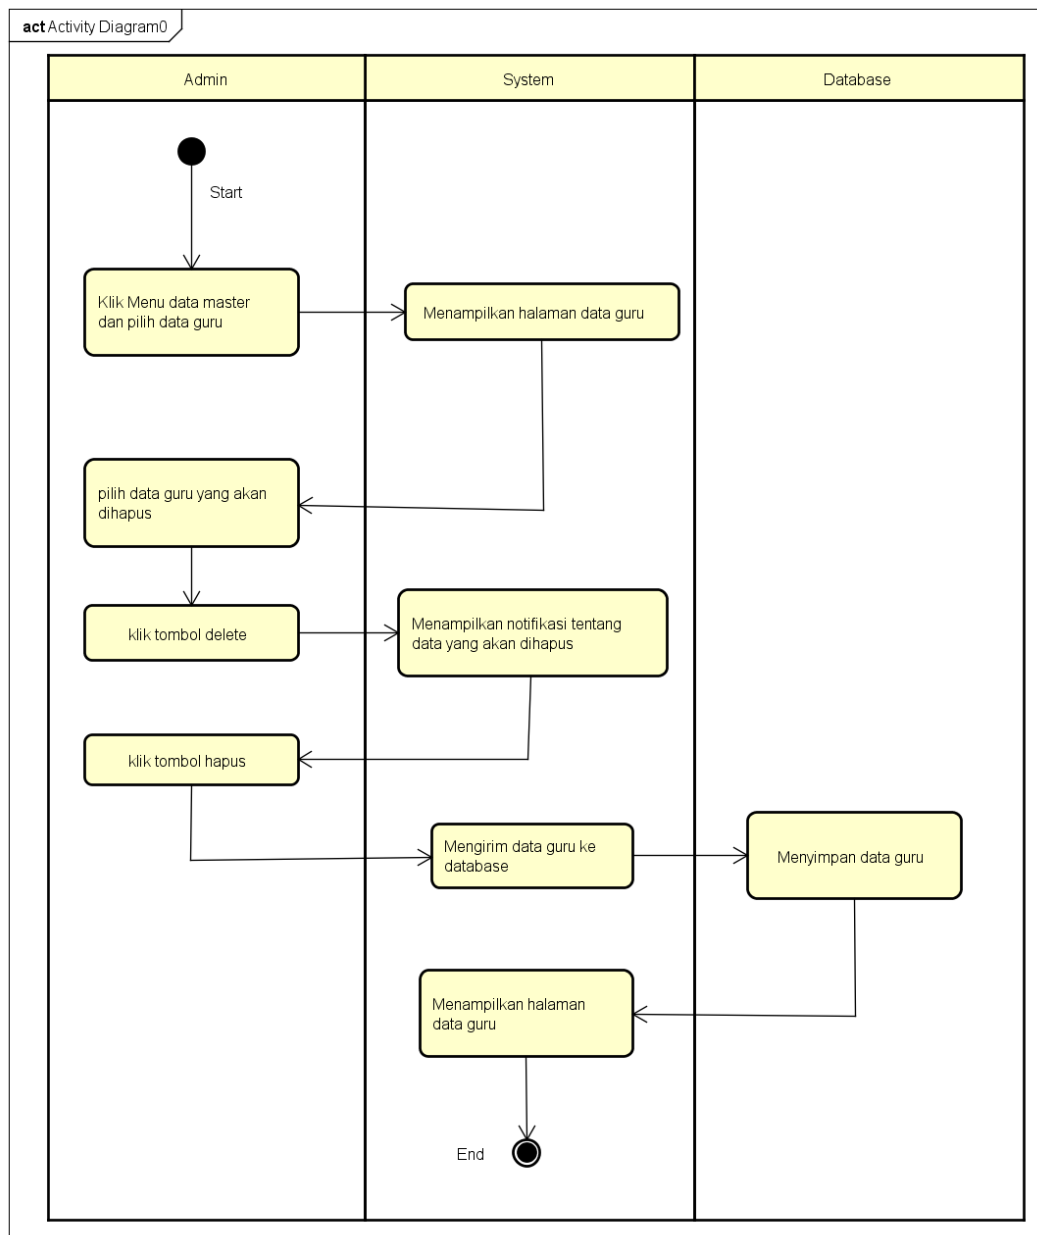 act Activity Diagram0
Admin
System
Database
Start
Klik Menu data master
dan pilih data guru
Menampilkan halaman data guru
pilih data guru yang akan
dihapus
klik tombol delete
Menampilkan notifikasi tentang
data yang akan dihapus
klik tombol hapus
Mengirim data guru ke
database
Menyimpan data guru
Menampilkan halaman
data guru
End